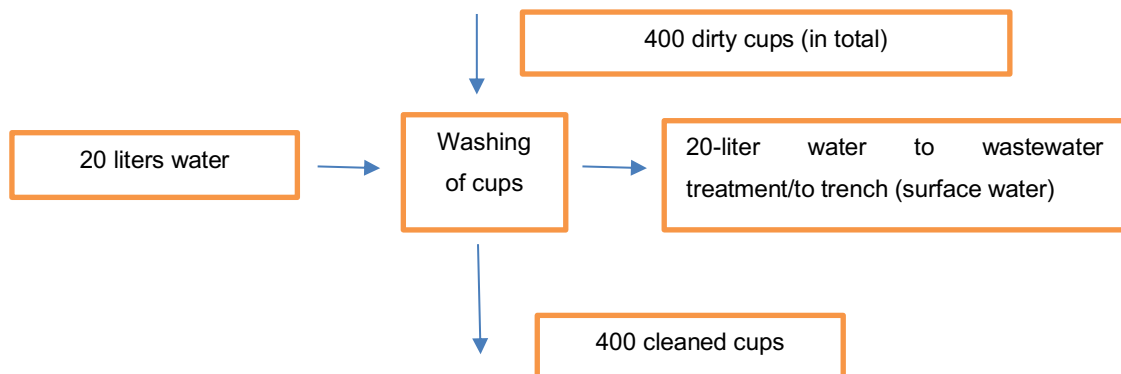 400 dirty cups (in total)
20 liters water
Washing
of cups
20-liter water to wastewater
treatment/to trench (surface water)
400 cleaned cups